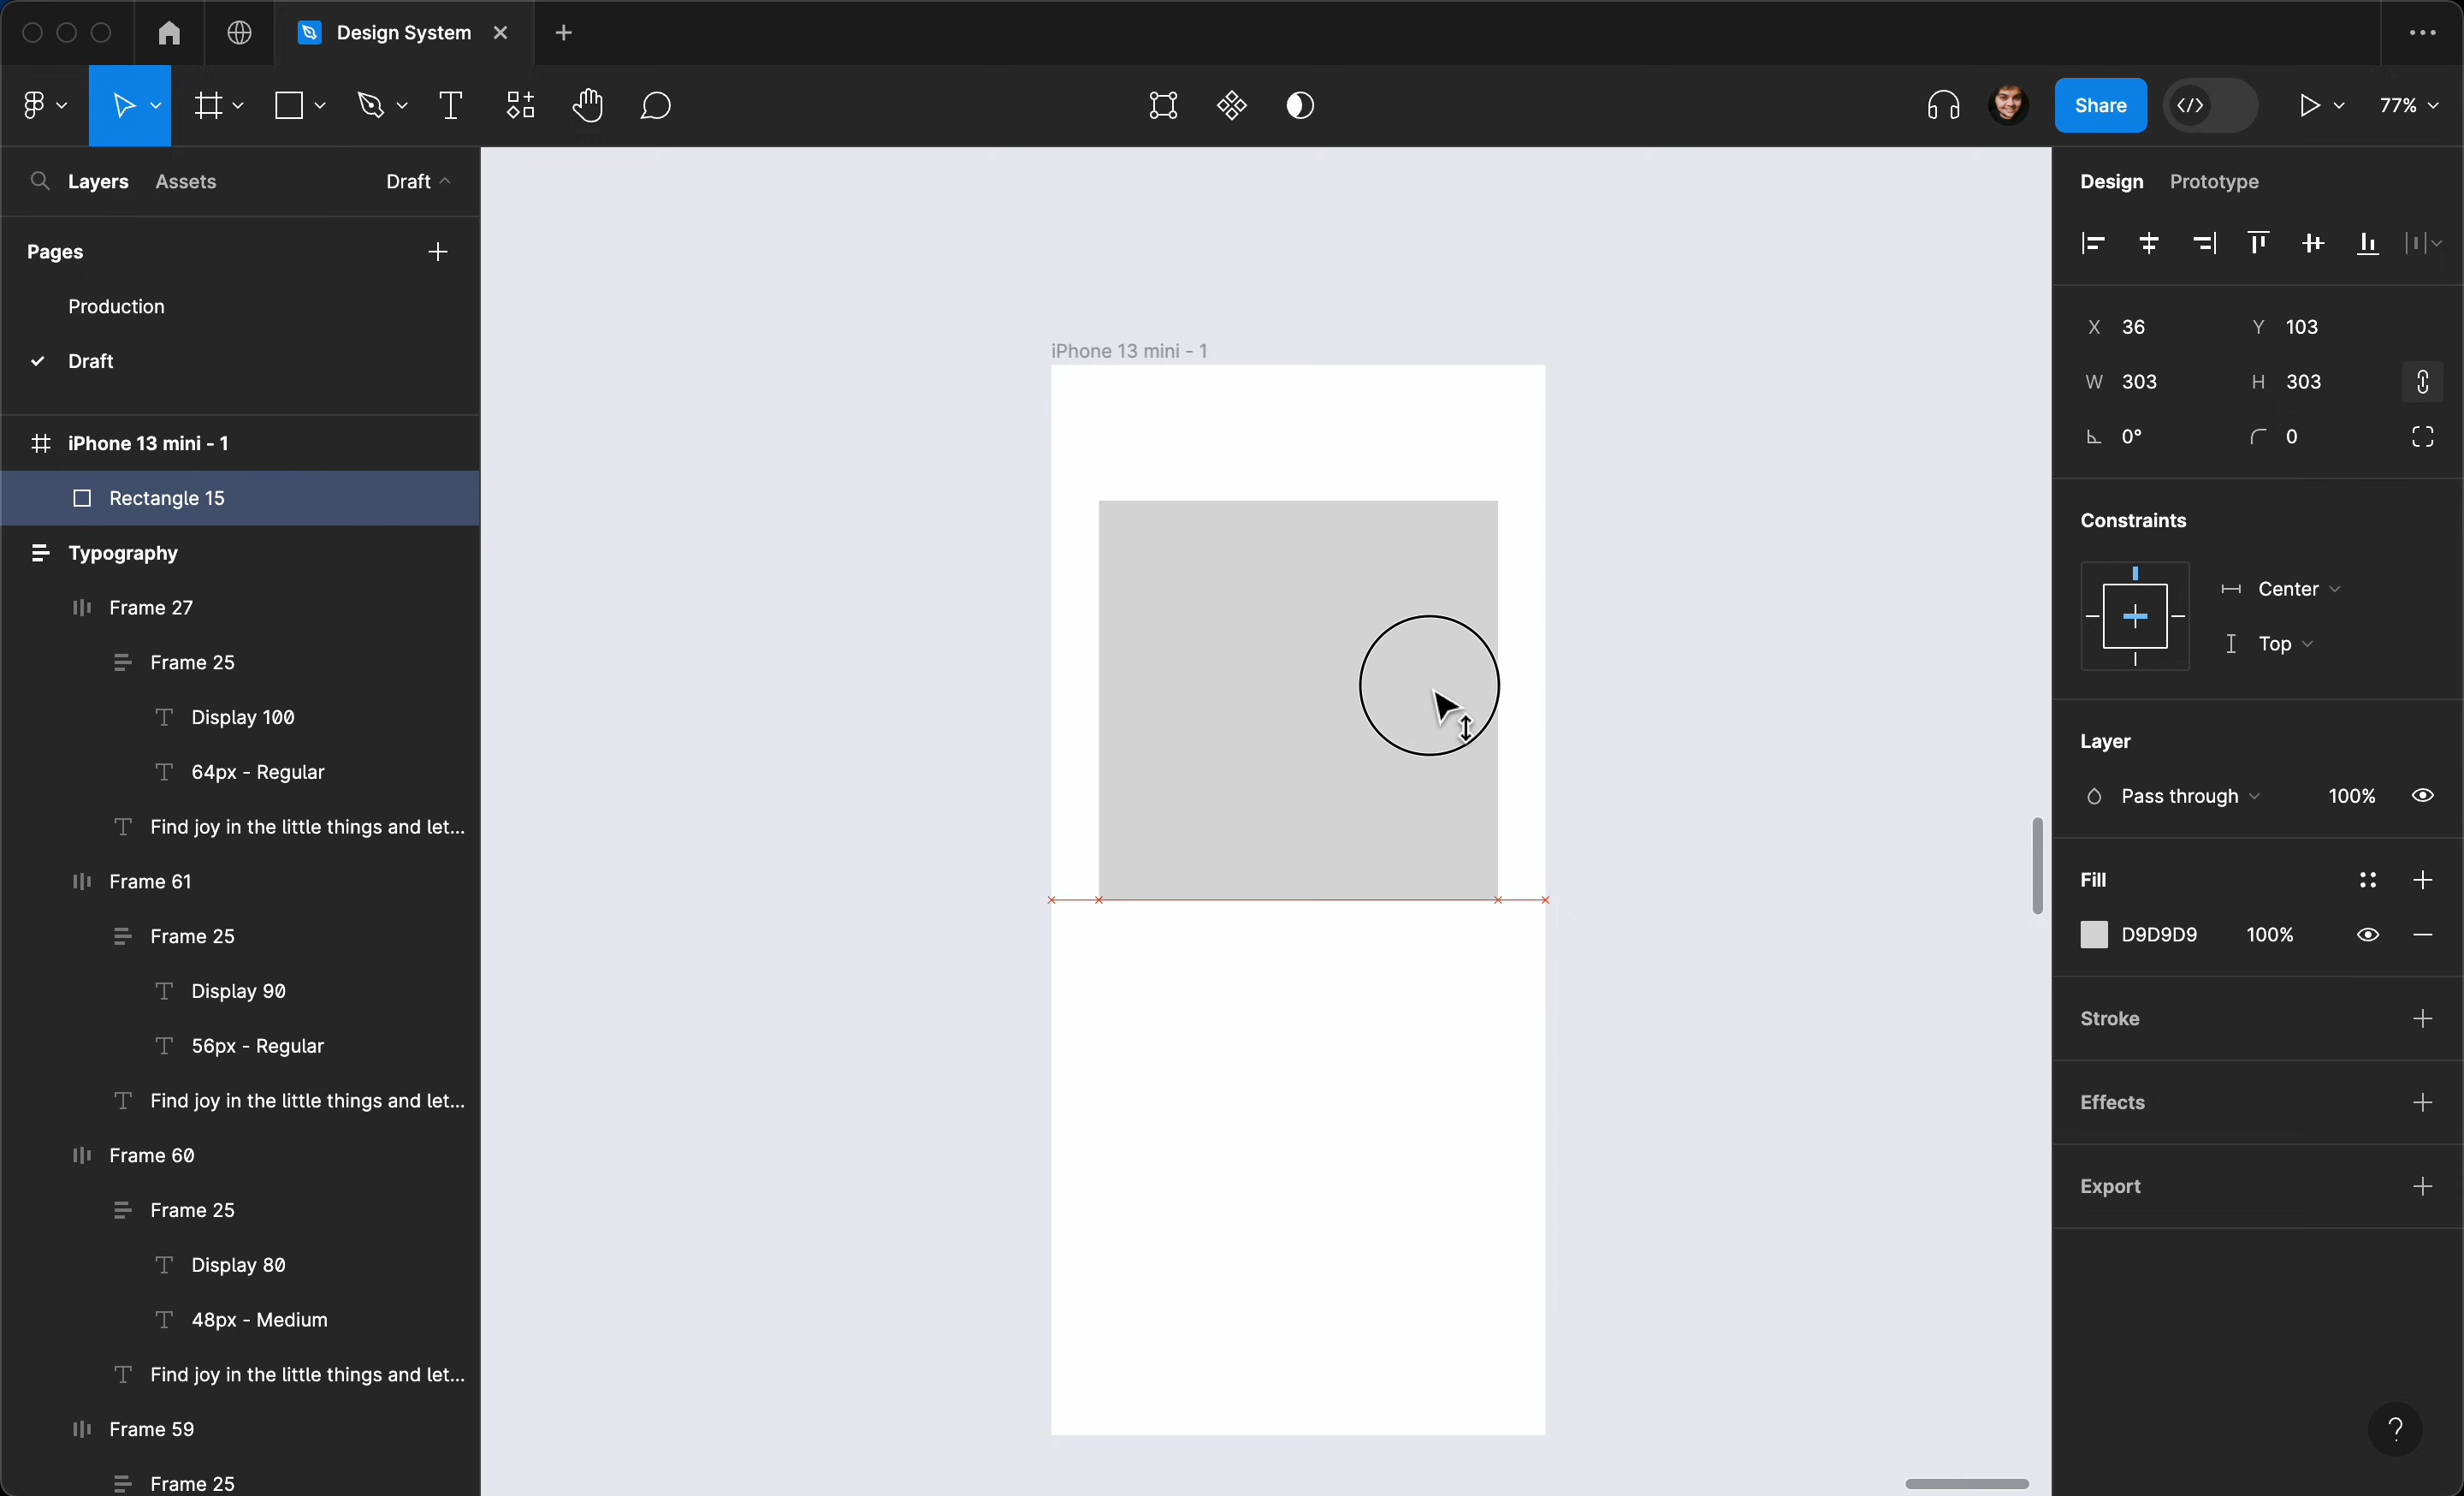 Design System
Share
77%
Layers
Assets
Draft
Pages
Production
Draft
iPhone 13 mini - 1
Rectangle 15
Typography
Frame 27
Frame 25
Display 100
64px - Regular
Find joy in the little things and let...
Frame 61
Frame 25
Display 90
56px - Regular
Find joy in the little things and let...
Frame 60
Frame 25
Display 80
48px - Medium
Find joy in the little things and let...
Frame 59
Frame 25
iPhone 13 mini - 1
Design
Prototype
X 36
Y 103
W 303
H 303
0°
0
Constraints
Center
Top
Layer
Pass through
100%
Fill
D9D9D9
100%
Stroke
Effects
Export
?